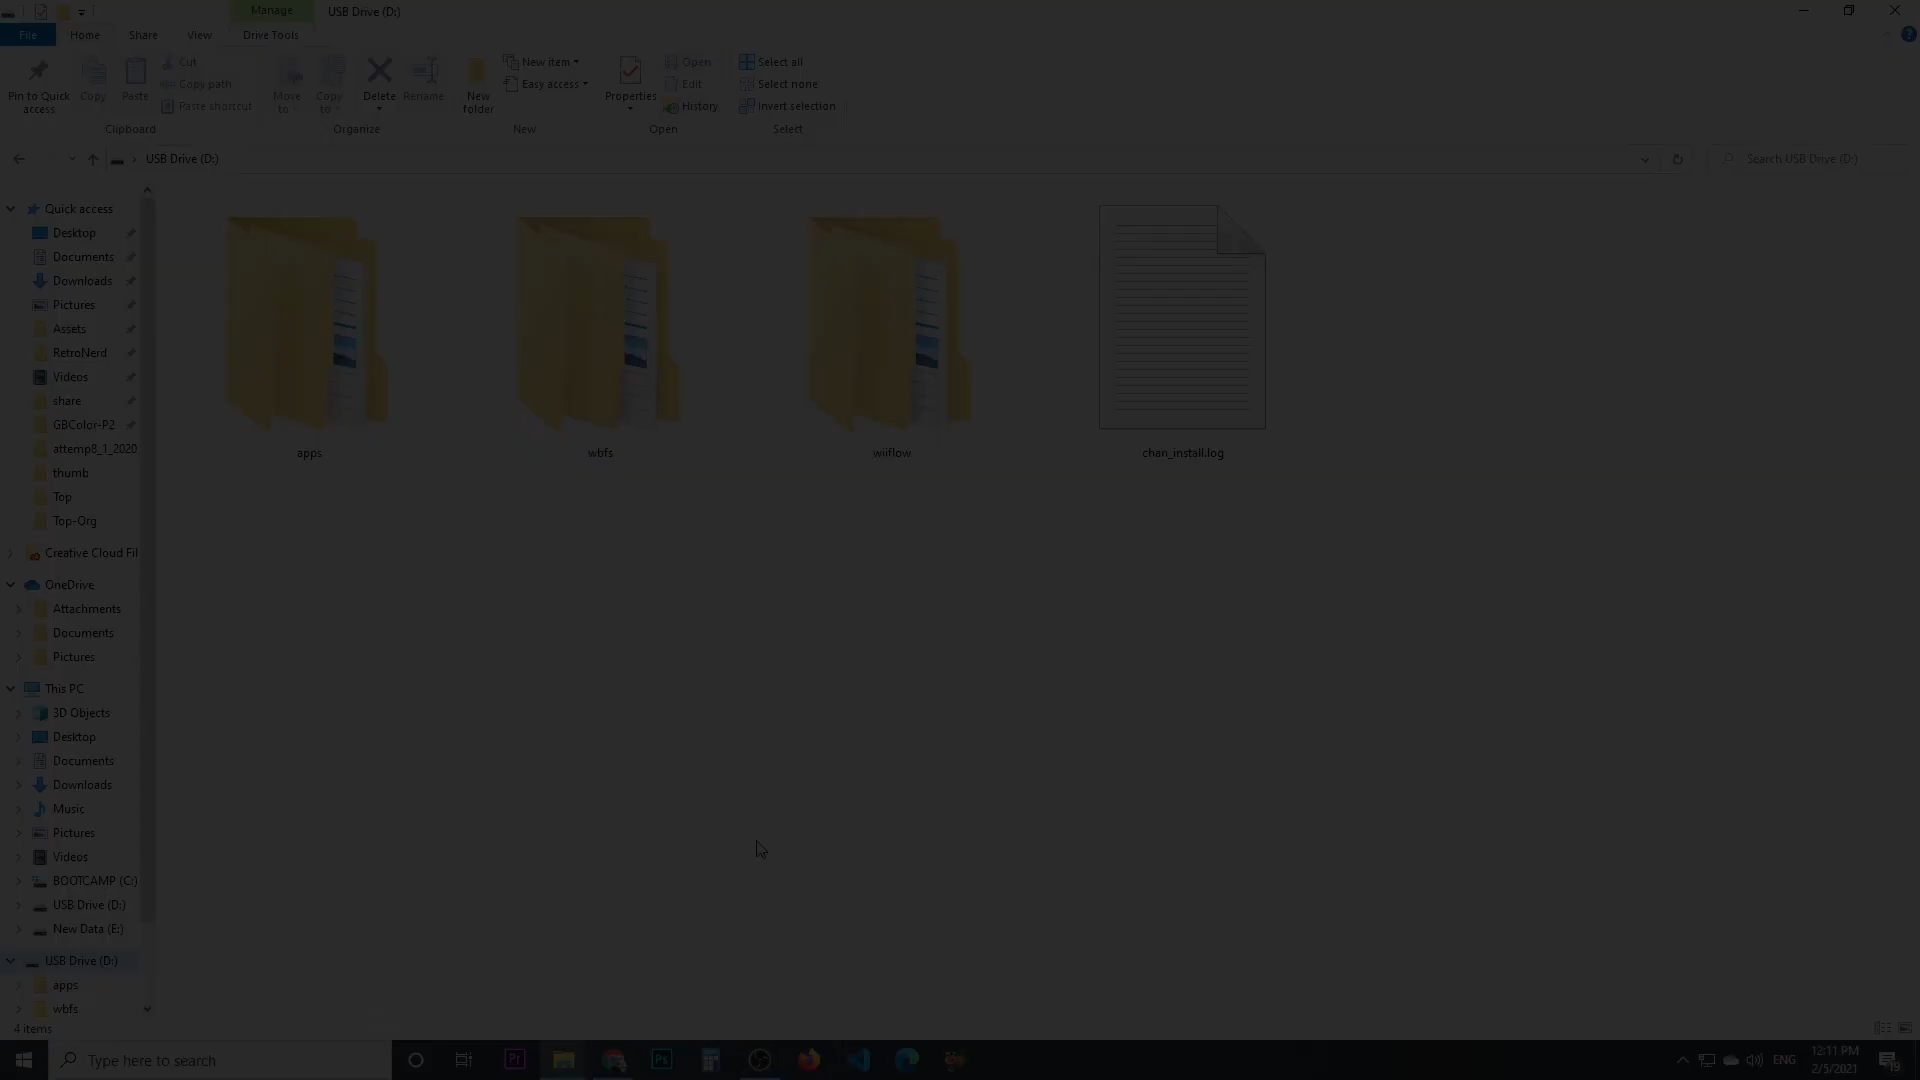 Manage
USB Drive (D:)
File
Home
Share
View
Drive Tools
Pin to Quick
access
Copy
Paste
Cut
Copy path
Paste shortcut
Clipboard
Move
to
Copy
to
Delete
Rename
Organize
New
folder
New item
Easy access
New
Properties
Open
Edit
History
Open
Select all
Select none
Invert selection
Select
USB Drive (D:)
Search USB Drive (D:)
Quick access
Desktop
Documents
Downloads
Pictures
Assets
RetroNerd
Videos
share
GBColor-P2
attemp8_1_2020
thumb
Top
Top-Org
Creative Cloud Fil
OneDrive
Attachments
Documents
Pictures
This PC
3D Objects
Desktop
Documents
Downloads
Music
Pictures
Videos
BOOTCAMP (C:)
USB Drive (D:)
New Data (E:)
USB Drive (D:)
apps
wbfs
apps
wbfs
wiiflow
chan_install.log
4 items
Type here to search
Pr
Ps
ENG
12:11 PM
2/5/2021
19